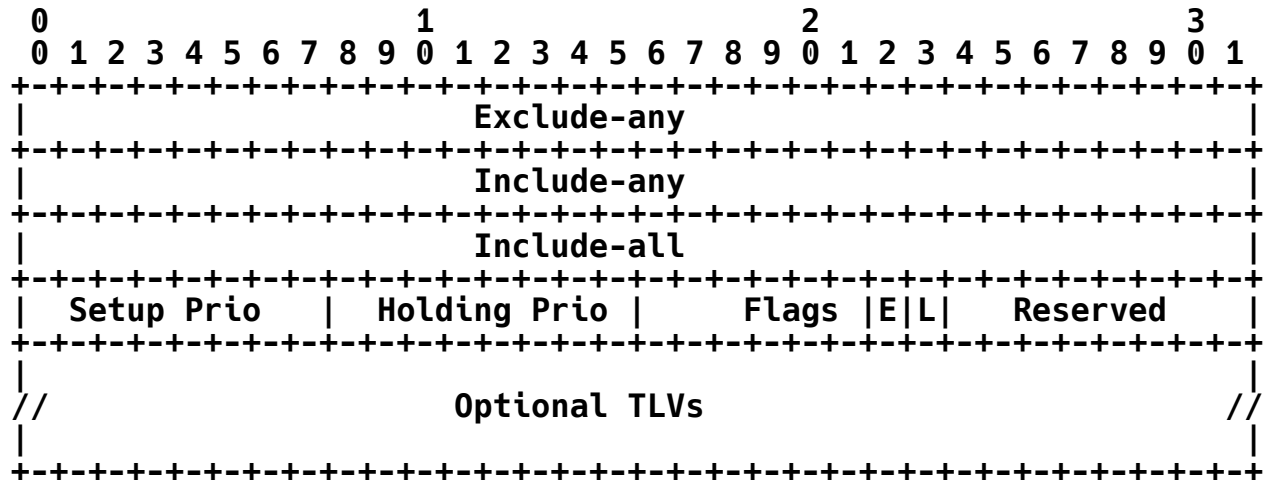 0                   1                   2                   3
 0 1 2 3 4 5 6 7 8 9 0 1 2 3 4 5 6 7 8 9 0 1 2 3 4 5 6 7 8 9 0 1
+-+-+-+-+-+-+-+-+-+-+-+-+-+-+-+-+-+-+-+-+-+-+-+-+-+-+-+-+-+-+-+-+
|                       Exclude-any                             |
+-+-+-+-+-+-+-+-+-+-+-+-+-+-+-+-+-+-+-+-+-+-+-+-+-+-+-+-+-+-+-+-+
|                       Include-any                             |
+-+-+-+-+-+-+-+-+-+-+-+-+-+-+-+-+-+-+-+-+-+-+-+-+-+-+-+-+-+-+-+-+
|                       Include-all                             |
+-+-+-+-+-+-+-+-+-+-+-+-+-+-+-+-+-+-+-+-+-+-+-+-+-+-+-+-+-+-+-+-+
|  Setup Prio   |  Holding Prio |     Flags |E|L|   Reserved    |
+-+-+-+-+-+-+-+-+-+-+-+-+-+-+-+-+-+-+-+-+-+-+-+-+-+-+-+-+-+-+-+-+
|                                                               |
//                     Optional TLVs                           //
|                                                               |
+-+-+-+-+-+-+-+-+-+-+-+-+-+-+-+-+-+-+-+-+-+-+-+-+-+-+-+-+-+-+-+-+